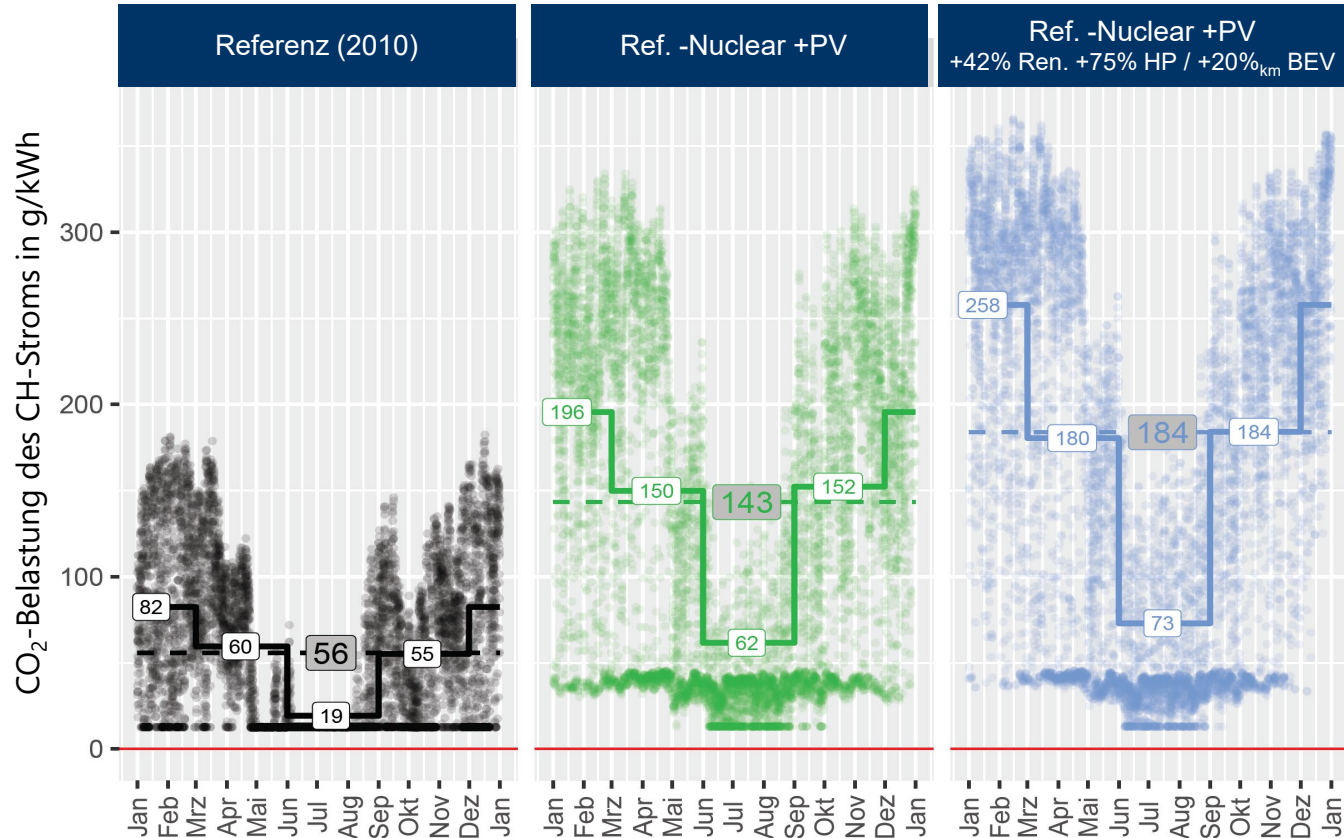 Referenz (2010)
Ref. -Nuclear +PV
Ref. -Nuclear +PV
+42% Ren. +75% HP / +20%km BEV
CO2-Belastung des CH-Stroms in g/kWh
300
200
100
0
82
60
56
19
55
196
150
143
62
152
258
180
184
73
184
Jan Feb Mrz Apr Mai Jun Jul Aug Sep Okt Nov Dez Jan
Jan Feb Mrz Apr Mai Jun Jul Aug Sep Okt Nov Dez Jan
Jan Feb Mrz Apr Mai Jun Jul Aug Sep Okt Nov Dez Jan